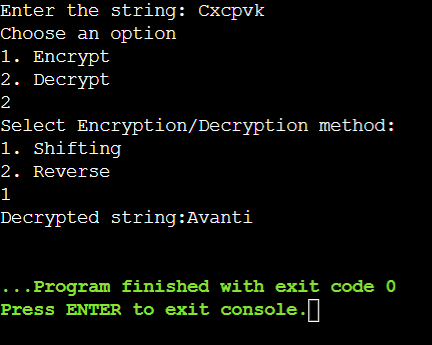 Enter the string: Cxcpvk
Choose an option
1. Encrypt
2. Decrypt
2
Select Encryption/Decryption method:
1. Shifting
2. Reverse
1
Decrypted string:Avanti
...Program finished with exit code 0
Press ENTER to exit console.